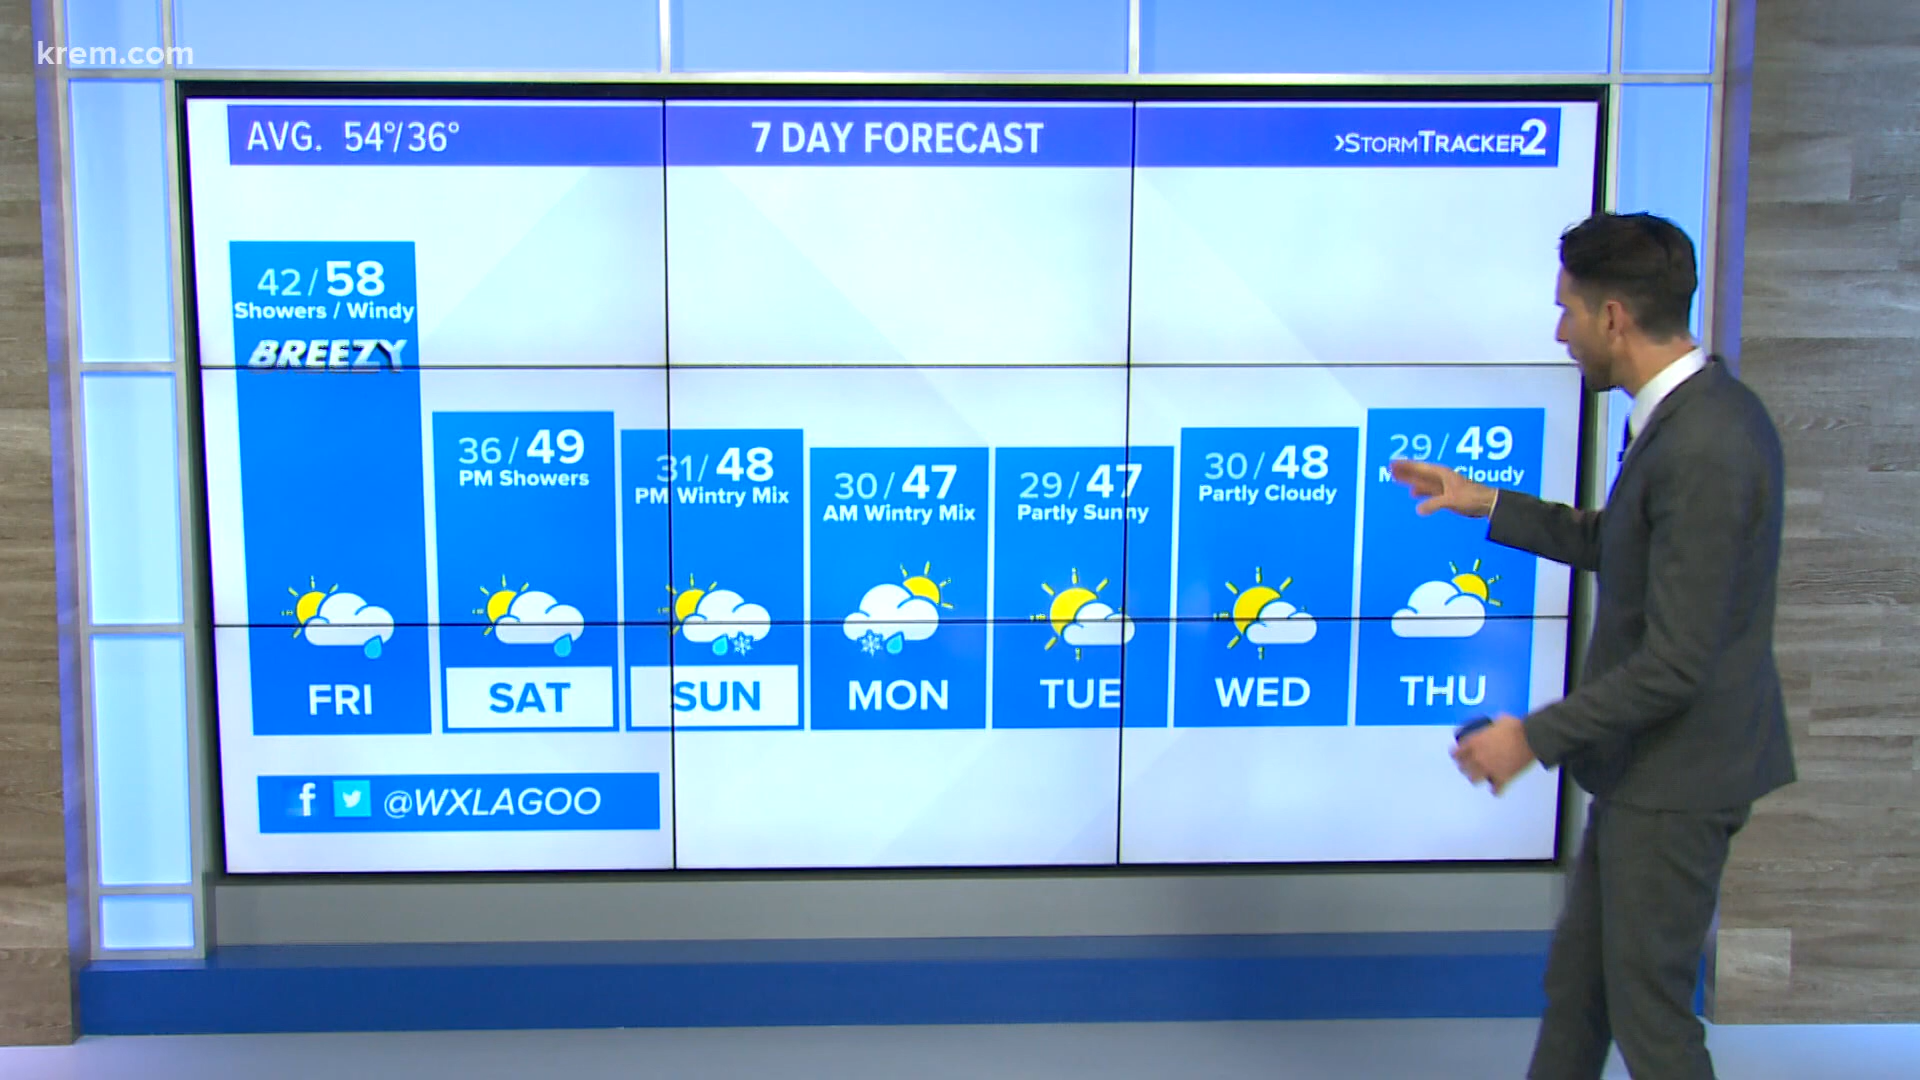 krem.com
AVG. 54°/36°
7 DAY FORECAST
›STORMTRACKER2
42/58
Showers / Windy
BREEZY
FRI
36/49
PM Showers
SAT
31/48
PM Wintry Mix
SUN
30/47
AM Wintry Mix
MON
29/47
Partly Sunny
TUE
30/48
Partly Cloudy
WED
29/49
Cloudy
THU
f @WXLAGOO